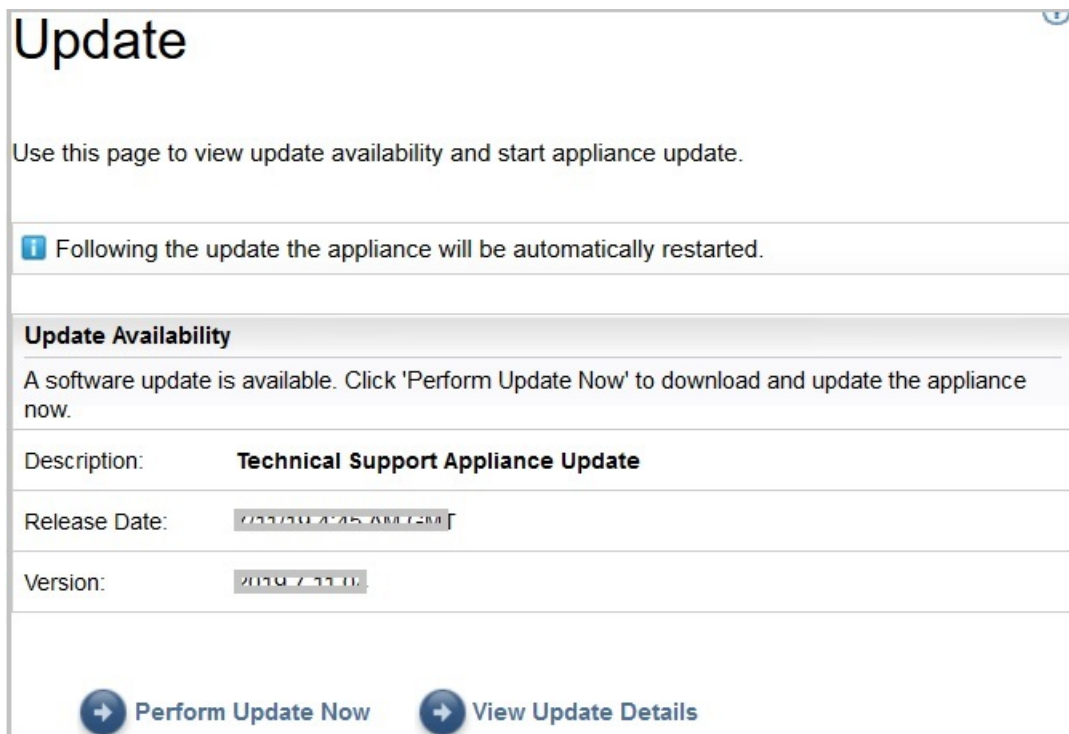 Update
Use this page to view update availability and start appliance update.
Following the update the appliance will be automatically restarted.
Update Availability
A software update is available. Click 'Perform Update Now' to download and update the appliance
now.
Description: Technical Support Appliance Update
Release Date:
Version:
Perform Update Now View Update Details